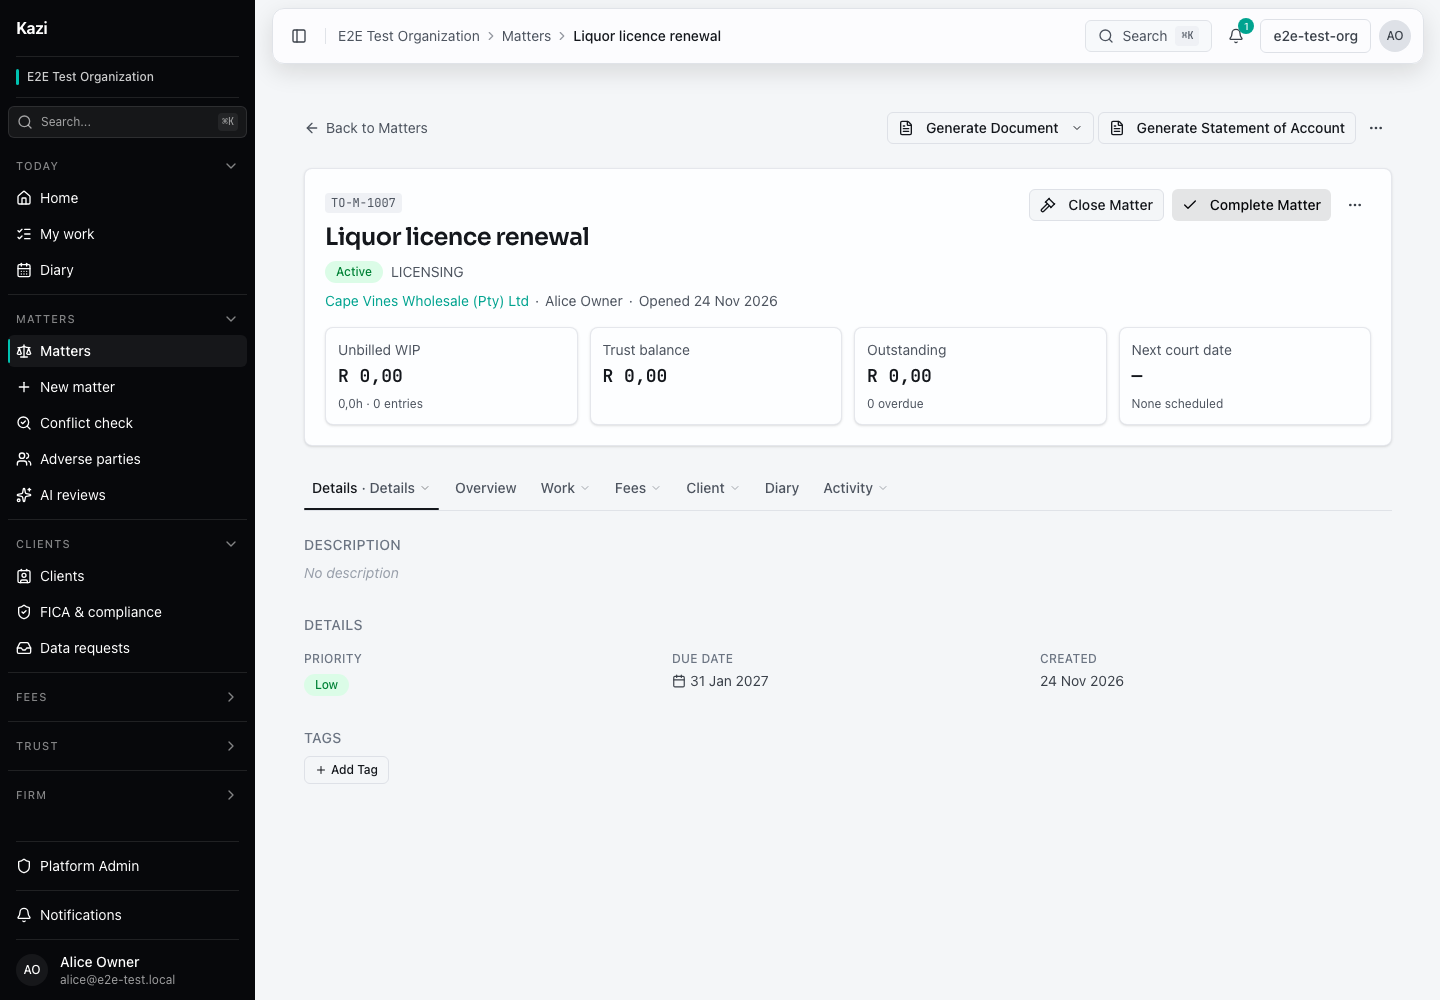 Kazi
E2E Test Organization
Search... ⌘K
TODAY
Home
My work
Diary
MATTERS
Matters
New matter
Conflict check
Adverse parties
AI reviews
CLIENTS
Clients
FICA & compliance
Data requests
FEES
TRUST
FIRM
Platform Admin
Notifications
AO Alice Owner
alice@e2e-test.local
E2E Test Organization Matters Liquor licence renewal
Search ⌘K
1
e2e-test-org
AO
Back to Matters
Generate Document
Generate Statement of Account
TO-M-1007
Close Matter
Complete Matter
Liquor licence renewal
Active LICENSING
Cape Vines Wholesale (Pty) Ltd · Alice Owner · Opened 24 Nov 2026
Unbilled WIP
R 0,00
0,0h · 0 entries
Trust balance
R 0,00
Outstanding
R 0,00
0 overdue
Next court date
–
None scheduled
Details · Details Overview Work Fees Client Diary Activity
DESCRIPTION
No description
DETAILS
PRIORITY
Low
DUE DATE
31 Jan 2027
CREATED
24 Nov 2026
TAGS
+ Add Tag